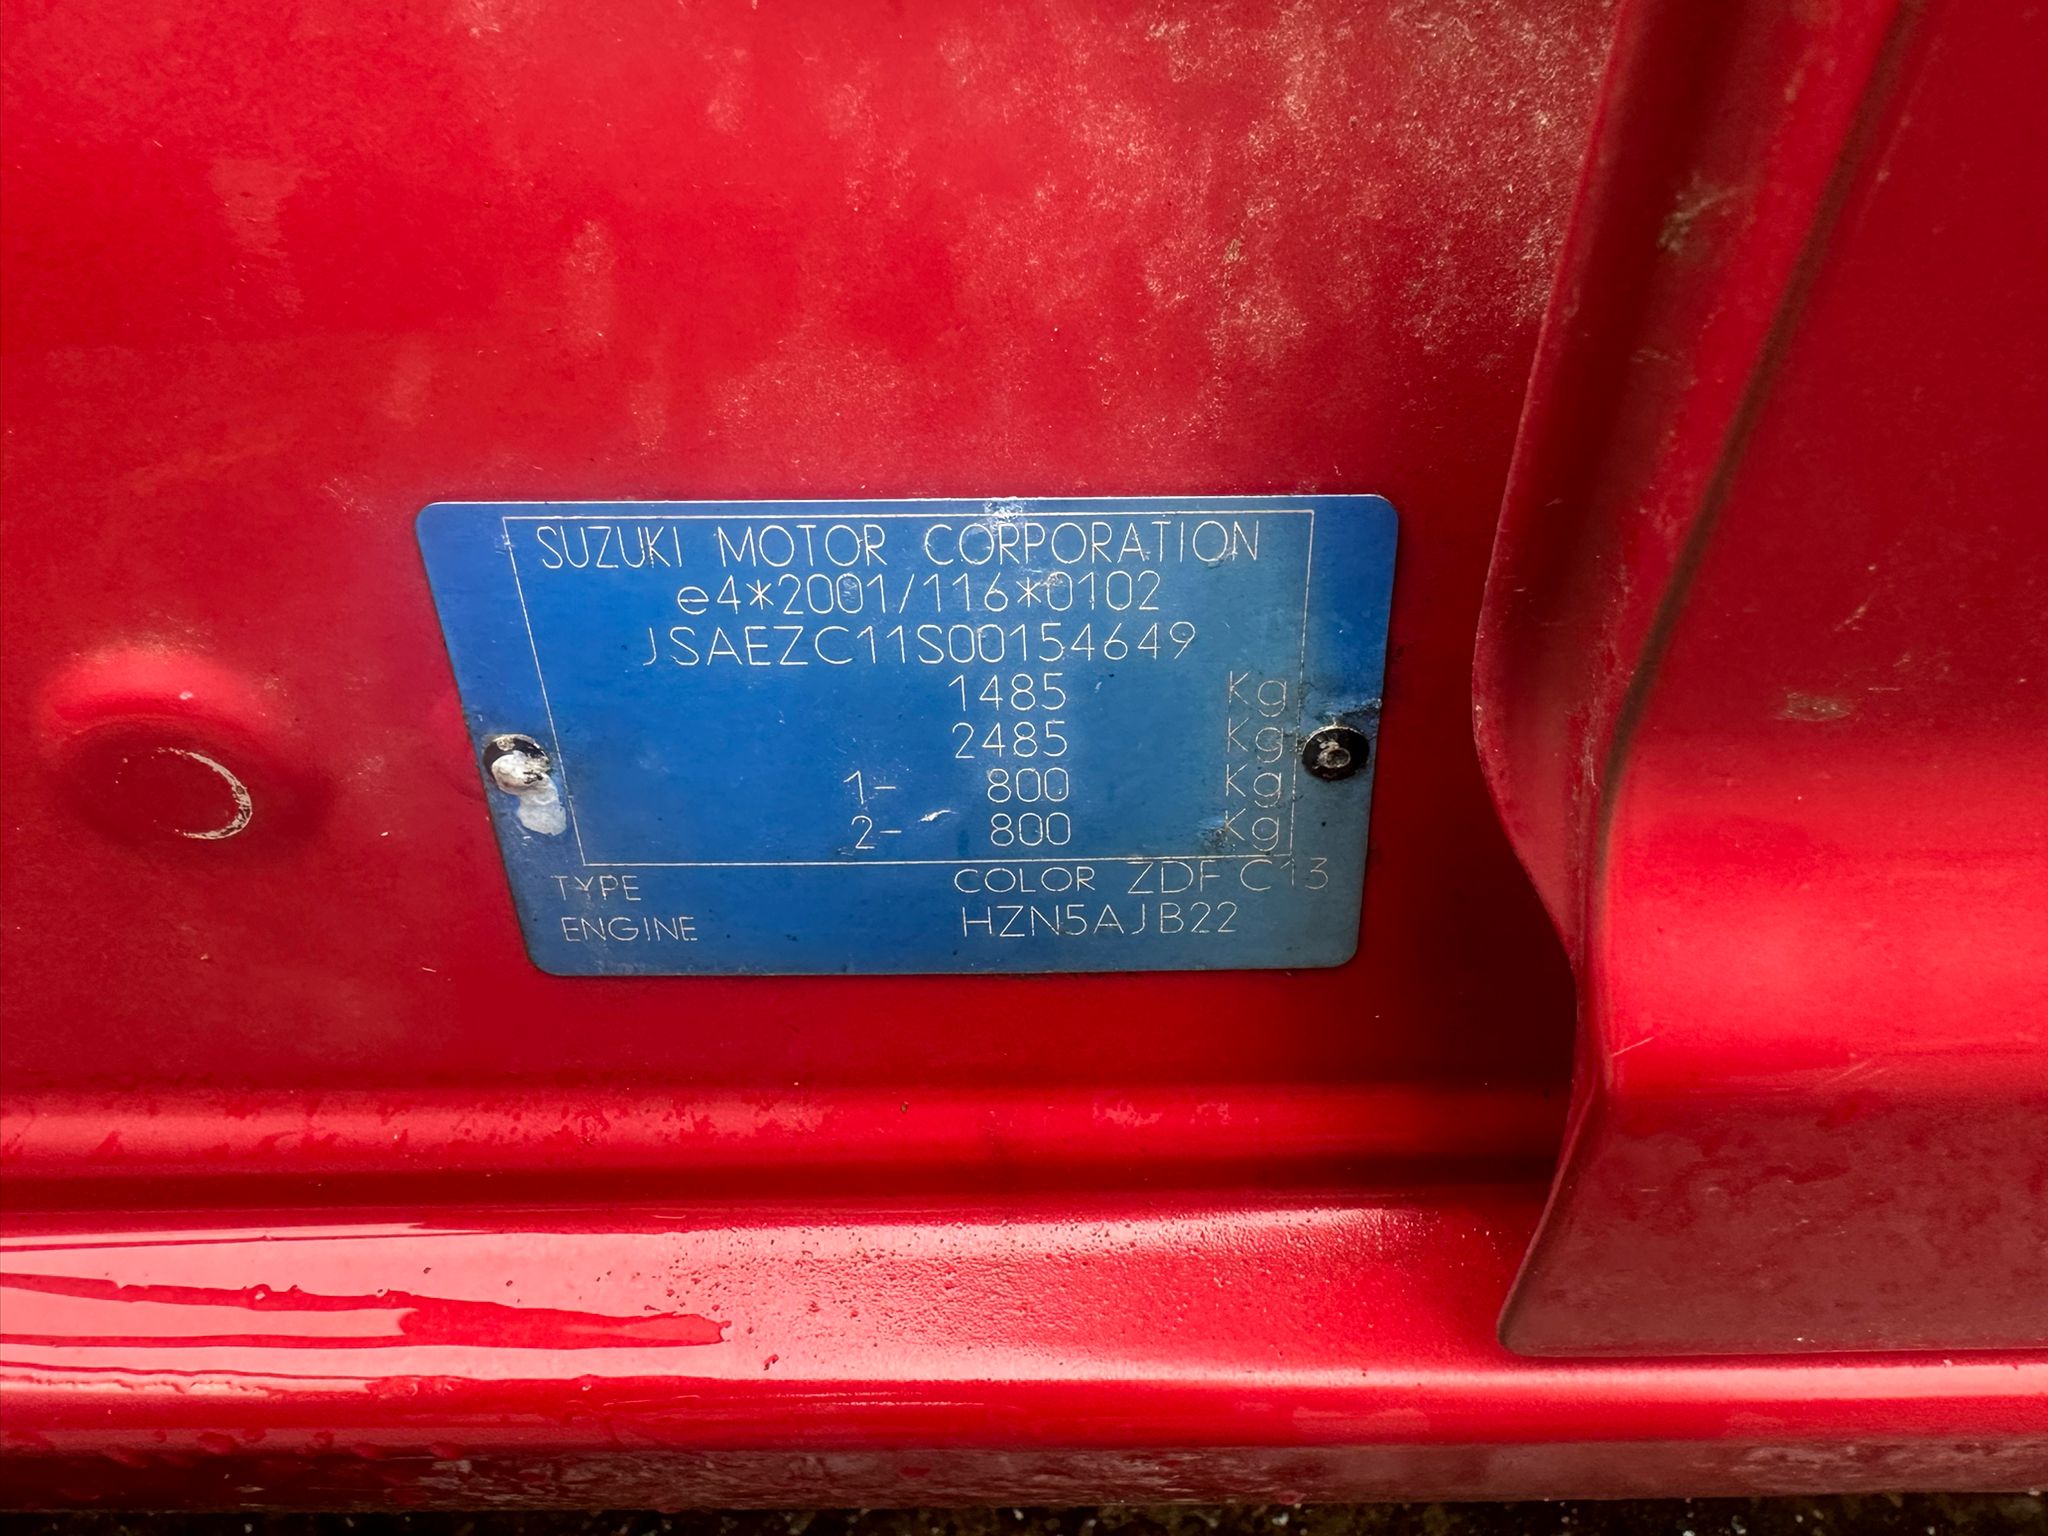 SUZUKI MOTOR CORPORATION
e4*2001/116*0102
JSAEZC11S00154649
1485 Kg
2485 Kg
1- 800 Kg
2- 800 Kg
TYPE COLOR ZDF C13
ENGINE HZN5AJB22